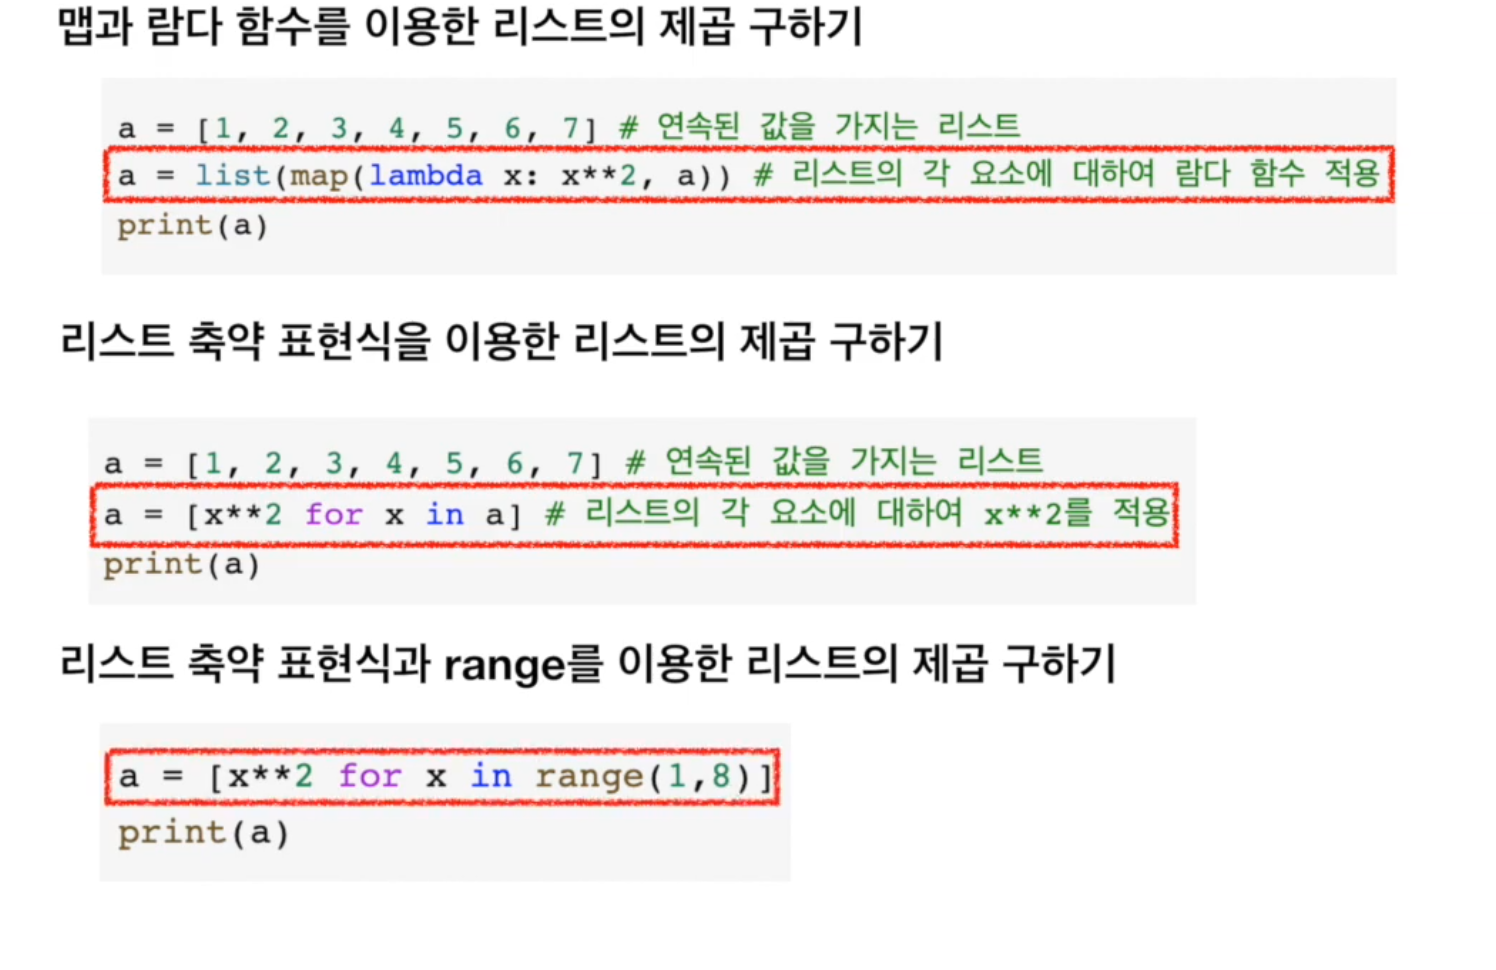 맵과 람다 함수를 이용한 리스트의 제곱 구하기
a = [1, 2, 3, 4, 5, 6, 7] # 연속된 값을 가지는 리스트
a = list(map(lambda x: x**2, a)) # 리스트의 각 요소에 대하여 람다 함수 적용
print(a)
리스트 축약 표현식을 이용한 리스트의 제곱 구하기
a = [1, 2, 3, 4, 5, 6, 7] # 연속된 값을 가지는 리스트
a = [x**2 for x in a] # 리스트의 각 요소에 대하여 x**2를 적용
print(a)
리스트 축약 표현식과 range를 이용한 리스트의 제곱 구하기
a = [x**2 for x in range(1,8)]
print(a)